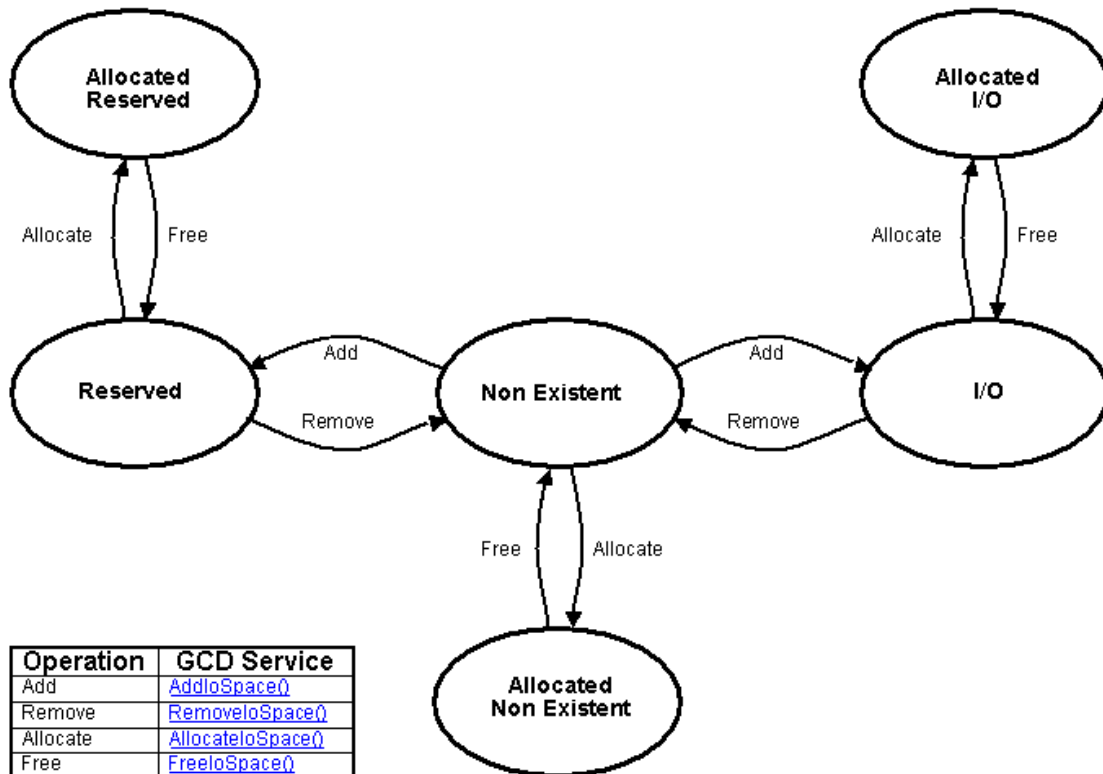 Allocated
Reserved
Allocated
I/O
Allocate
Free
Allocate
Free
Add
Add
Reserved
Non Existent
I/O
Remove
Remove
Free
Allocate
Allocated
Non Existent
Operation GCD Service
Add AddIoSpace()
Remove RemoveIoSpace()
Allocate AllocateIoSpace()
Free FreeIoSpace()